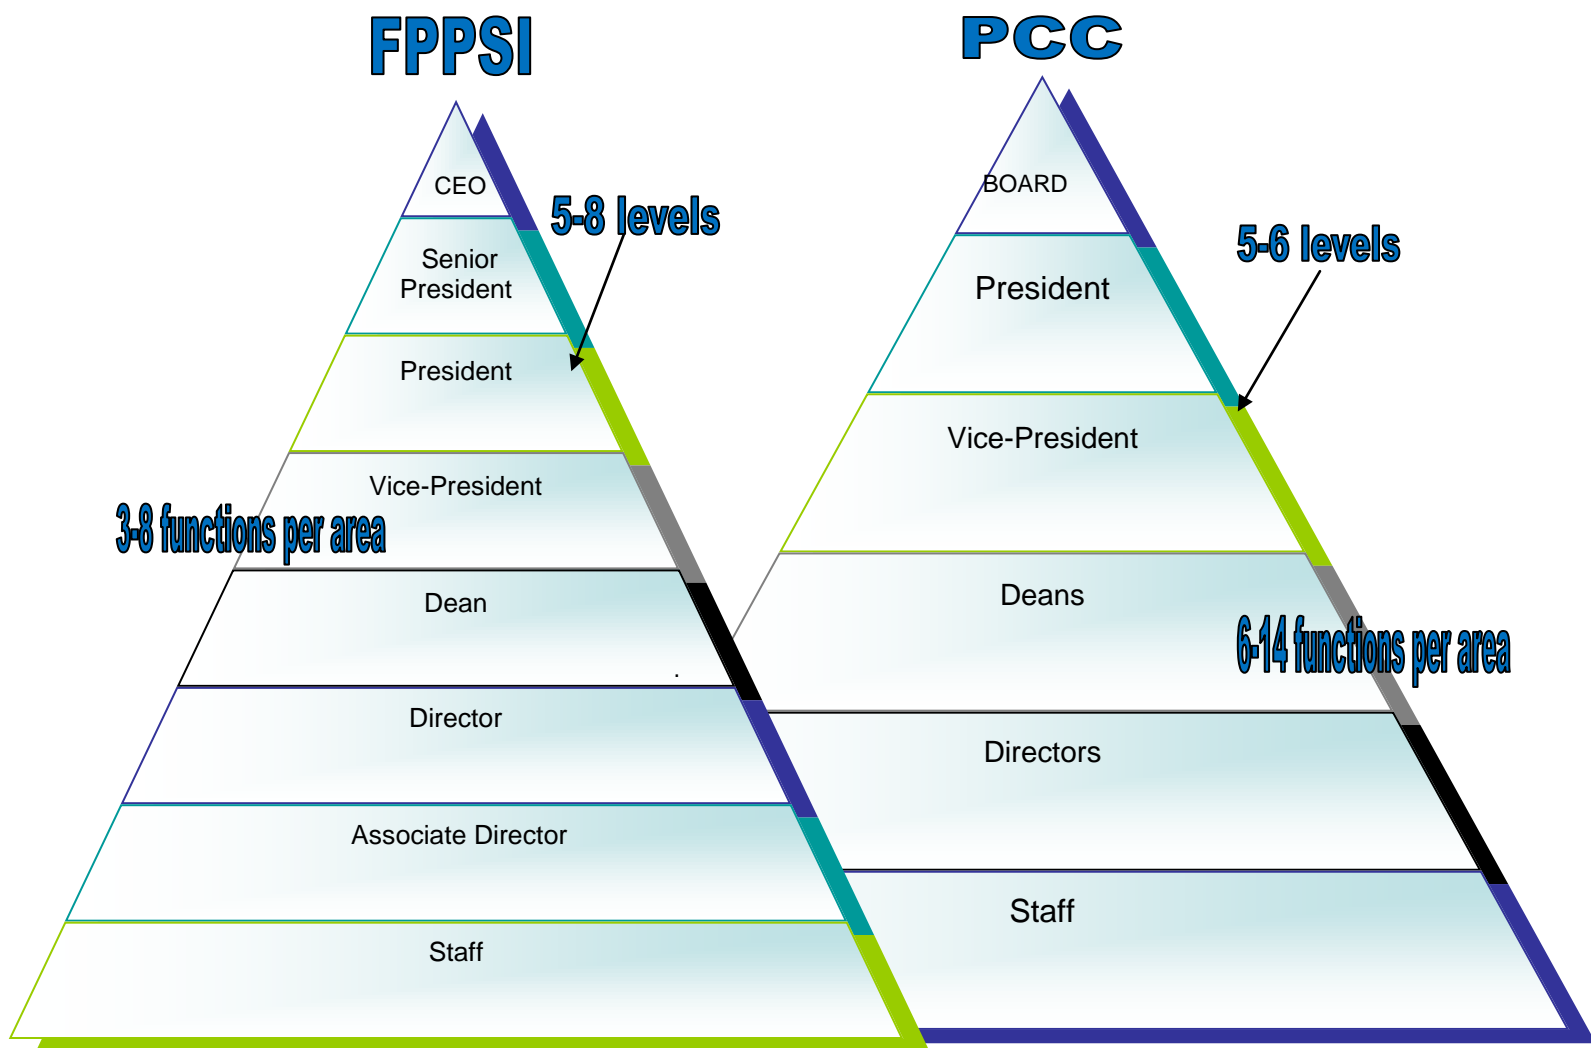 FPPSI
CEO
5-8 levels
Senior
President
President
Vice-President
3-8 functions per area
Dean
.
Director
Associate Director
Staff
PCC
BOARD
5-6 levels
President
Vice-President
Deans
6-14 functions per area
Directors
Staff